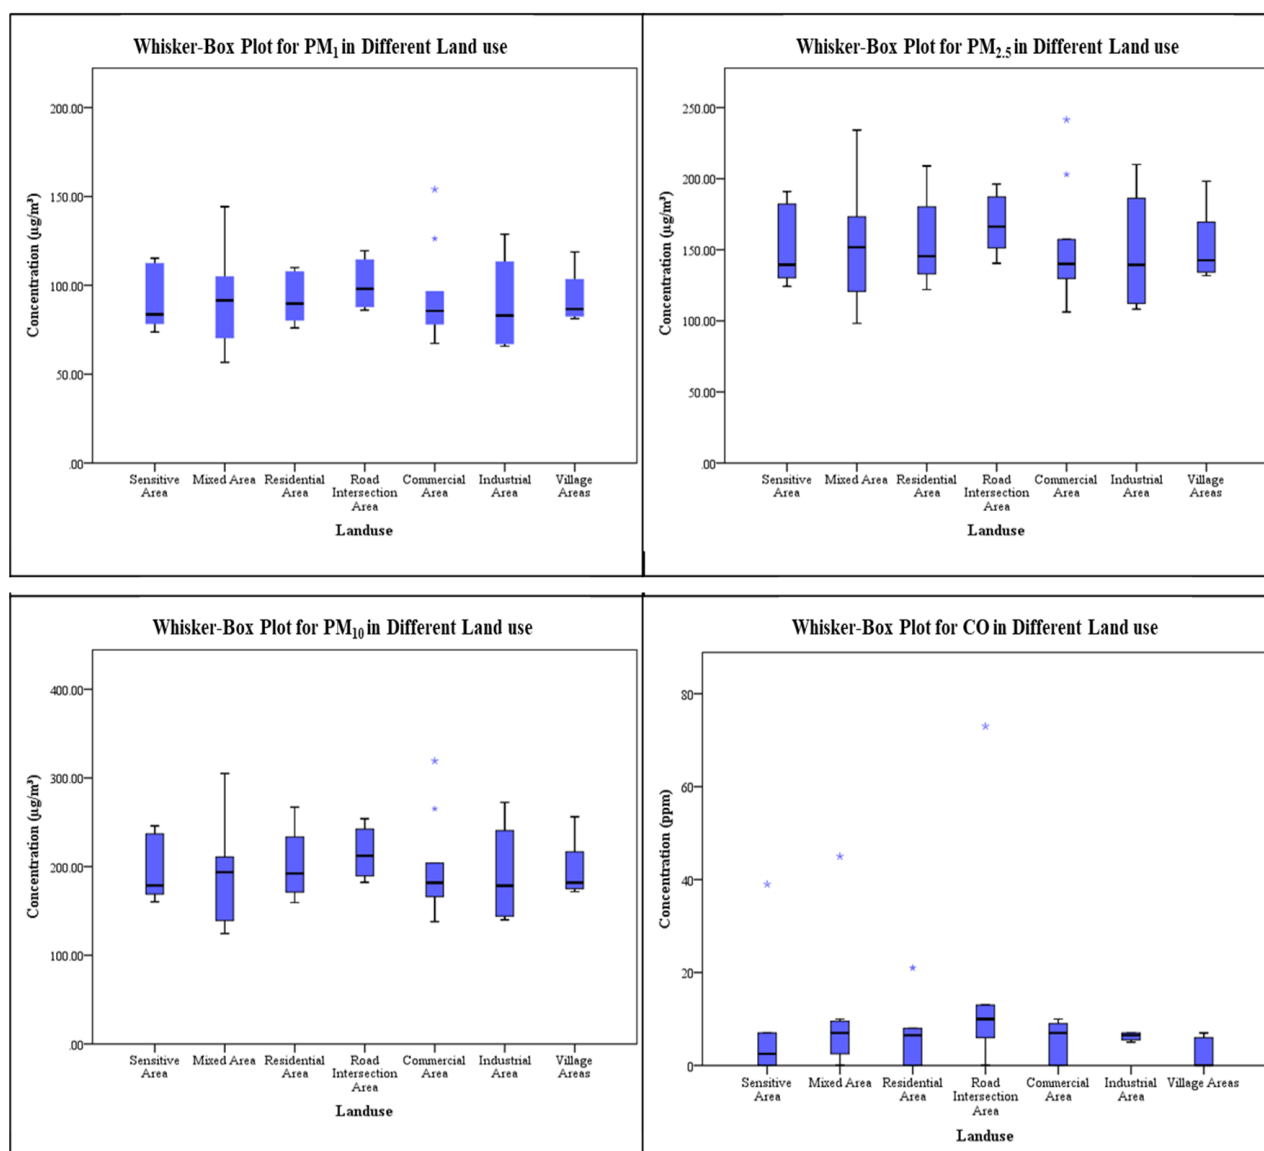 Whisker-Box Plot for PM1 in Different Land use
Concentration (µg/m³)
200.00
150.00
100.00
50.00
.00
Sensitive Area
Mixed Area
Residential Area
Road Intersection Area
Commercial Area
Industrial Area
Village Areas
Landuse
Whisker-Box Plot for PM2.5 in Different Land use
Concentration (µg/m³)
250.00
200.00
150.00
100.00
50.00
.00
Sensitive Area
Mixed Area
Residential Area
Road Intersection Area
Commercial Area
Industrial Area
Village Areas
Landuse
Whisker-Box Plot for PM10 in Different Land use
Concentration (µg/m³)
400.00
300.00
200.00
100.00
.00
Sensitive Area
Mixed Area
Residential Area
Road Intersection Area
Commercial Area
Industrial Area
Village Areas
Landuse
Whisker-Box Plot for CO in Different Land use
Concentration (ppm)
80
60
40
20
0
Sensitive Area
Mixed Area
Residential Area
Road Intersection Area
Commercial Area
Industrial Area
Village Areas
Landuse